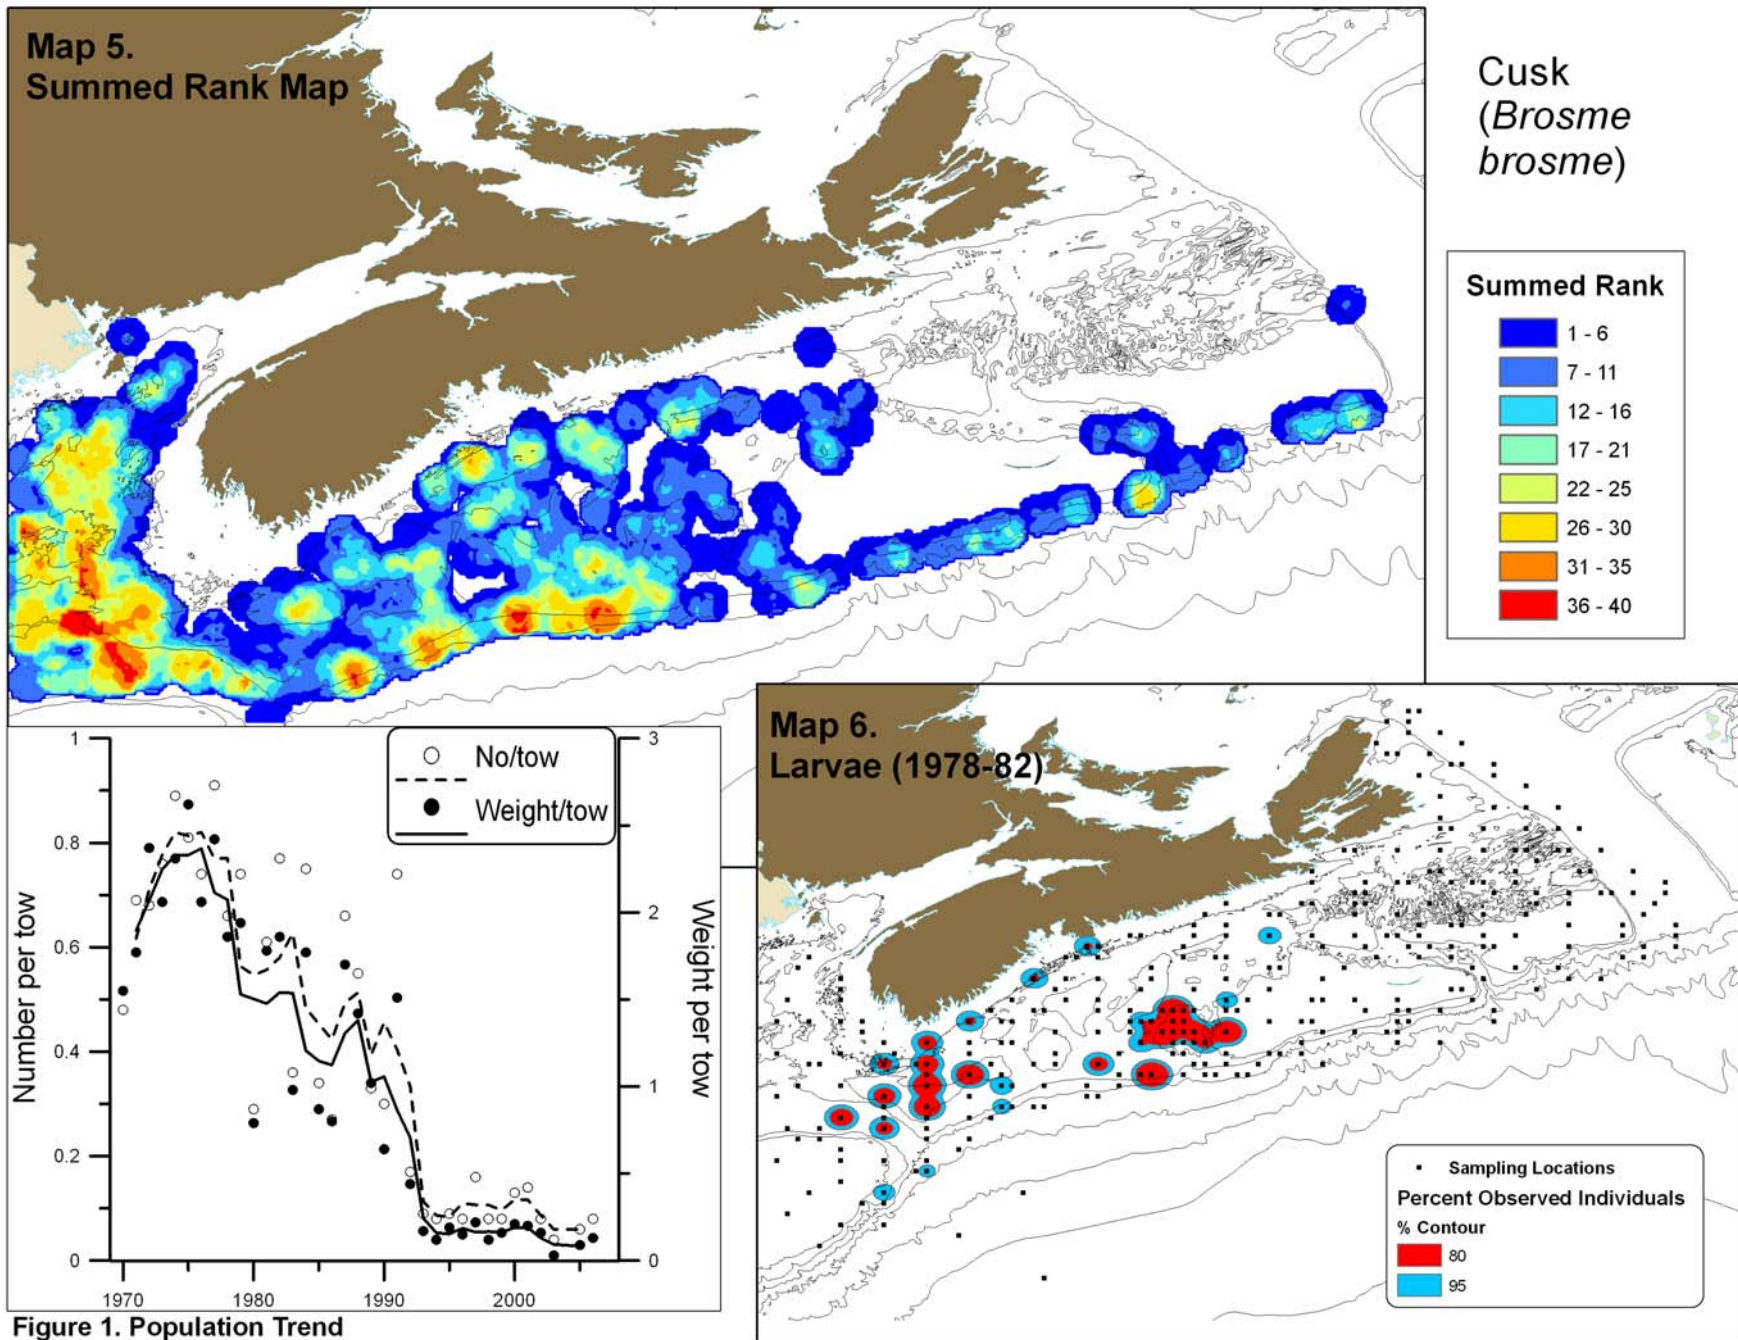 Map 5.
Summed Rank Map
Cusk
(Brosme
brosme)
Summed Rank
1 - 6
7 - 11
12 - 16
17 - 21
22 - 25
26 - 30
31 - 35
36 - 40
1
0.8
0.6
0.4
0.2
0
Number per tow
No/tow
Weight/tow
3
2
1
0
Weight per tow
1970
1980
1990
2000
Figure 1. Population Trend
Map 6.
Larvae (1978-82)
Sampling Locations
Percent Observed Individuals
% Contour
80
95